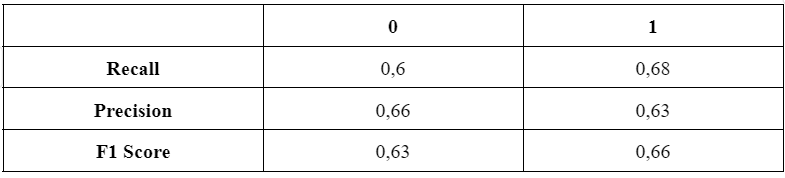 0 1
Recall 0,6 0,68
Precision 0,66 0,63
F1 Score 0,63 0,66